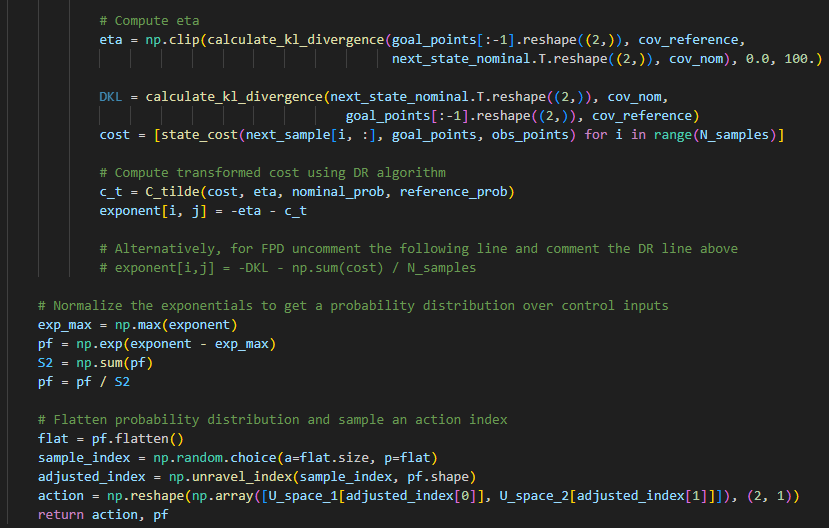 # Compute eta
eta = np.clip(calculate_kl_divergence(goal_points[:-1].reshape((2,)), cov_reference,
next_state_nominal.T.reshape((2,)), cov_nom), 0.0, 100.)
DKL = calculate_kl_divergence(next_state_nominal.T.reshape((2,)), cov_nom,
goal_points[:-1].reshape((2,)), cov_reference)
cost = [state_cost(next_sample[i, :], goal_points, obs_points) for i in range(N_samples)]
# Compute transformed cost using DR algorithm
c_t = C_tilde(cost, eta, nominal_prob, reference_prob)
exponent[i, j] = -eta - c_t
# Alternatively, for FPD uncomment the following line and comment the DR line above
# exponent[i,j] = -DKL - np.sum(cost) / N_samples
# Normalize the exponentials to get a probability distribution over control inputs
exp_max = np.max(exponent)
pf = np.exp(exponent - exp_max)
S2 = np.sum(pf)
pf = pf / S2
# Flatten probability distribution and sample an action index
flat = pf.flatten()
sample_index = np.random.choice(a=flat.size, p=flat)
adjusted_index = np.unravel_index(sample_index, pf.shape)
action = np.reshape(np.array([U_space_1[adjusted_index[0]], U_space_2[adjusted_index[1]]]), (2, 1))
return action, pf